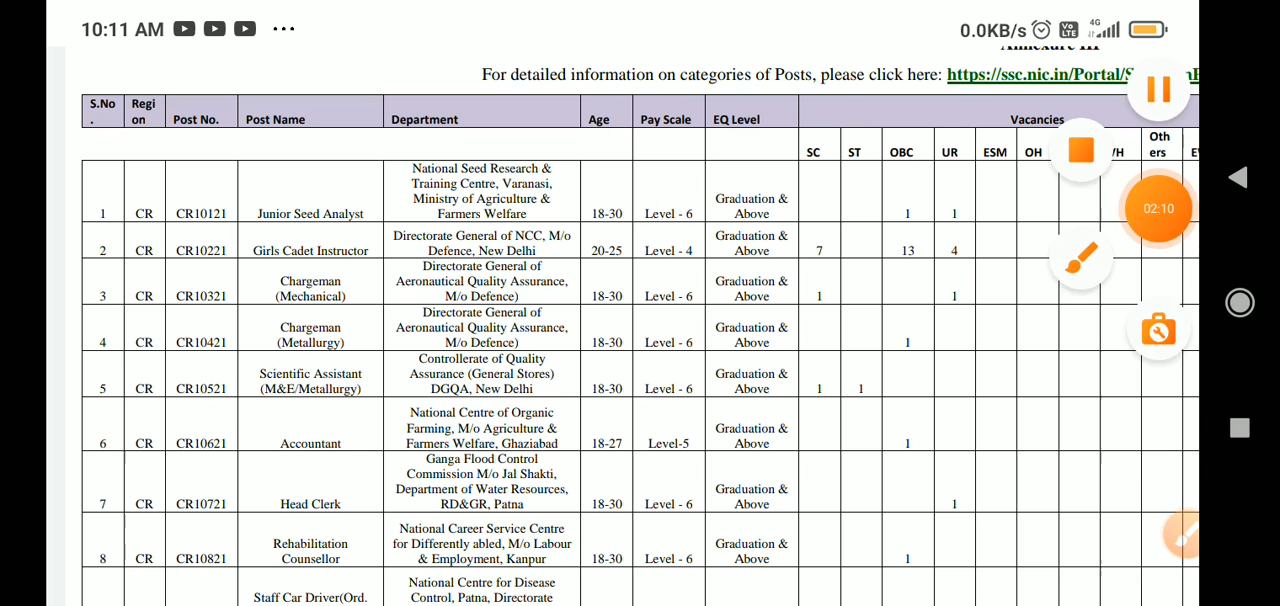 10:11 AM
0.0KB/s Vo LTE 4G
Annexure III
For detailed information on categories of Posts, please click here: https://ssc.nic.in/Portal/S
S.No. Region Post No. Post Name Department Age Pay Scale EQ Level Vacancies
SC ST OBC UR ESM OH Others
National Seed Research &
Training Centre, Varanasi,
Ministry of Agriculture & Graduation &
1 CR CR10121 Junior Seed Analyst Farmers Welfare 18-30 Level - 6 Above 1 1
Directorate General of NCC, M/o Graduation &
2 CR CR10221 Girls Cadet Instructor Defence, New Delhi 20-25 Level - 4 Above 7 13 4
Directorate General of
Chargeman Aeronautical Quality Assurance, Graduation &
3 CR CR10321 (Mechanical) M/o Defence) 18-30 Level - 6 Above 1 1
Directorate General of
Chargeman Aeronautical Quality Assurance, Graduation &
4 CR CR10421 (Metallurgy) M/o Defence) 18-30 Level - 6 Above 1
Controllerate of Quality
Scientific Assistant Assurance (General Stores) Graduation &
5 CR CR10521 (M&E/Metallurgy) DGQA, New Delhi 18-30 Level - 6 Above 1 1
National Centre of Organic
Farming, M/o Agriculture & Graduation &
6 CR CR10621 Accountant Farmers Welfare, Ghaziabad 18-27 Level-5 Above 1
Ganga Flood Control
Commission M/o Jal Shakti,
Department of Water Resources, Graduation &
7 CR CR10721 Head Clerk RD&GR, Patna 18-30 Level - 6 Above 1
National Career Service Centre
Rehabilitation for Differently abled, M/o Labour Graduation &
8 CR CR10821 Counsellor & Employment, Kanpur 18-30 Level - 6 Above 1
National Centre for Disease
Staff Car Driver(Ord. Control, Patna, Directorate
02:10